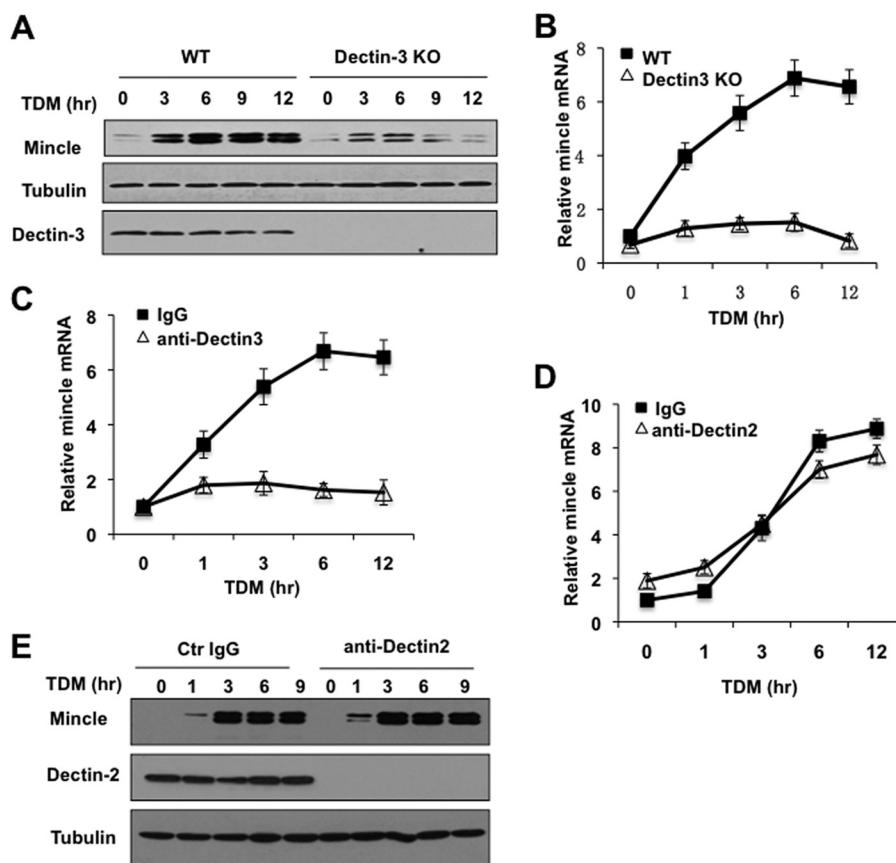 A
WT Dectin-3 KO
TDM (hr) 0 3 6 9 12 0 3 6 9 12
Mincle
Tubulin
Dectin-3
B
8
6
4
2
0
Relative mincle mRNA
WT
Dectin3 KO
0 1 3 6 12
TDM (hr)
C
8
6
4
2
0
Relative mincle mRNA
IgG
anti-Dectin3
0 1 3 6 12
TDM (hr)
D
10
8
6
4
2
0
Relative mincle mRNA
IgG
anti-Dectin2
0 1 3 6 12
TDM (hr)
E
Ctr IgG anti-Dectin2
TDM (hr) 0 1 3 6 9 0 1 3 6 9
Mincle
Dectin-2
Tubulin